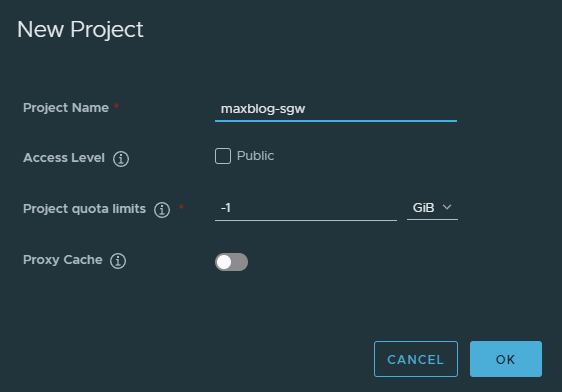 New Project
Project Name *
maxblog-sgw
Access Level i
Public
Project quota limits i *
-1
GiB
Proxy Cache i
CANCEL
OK